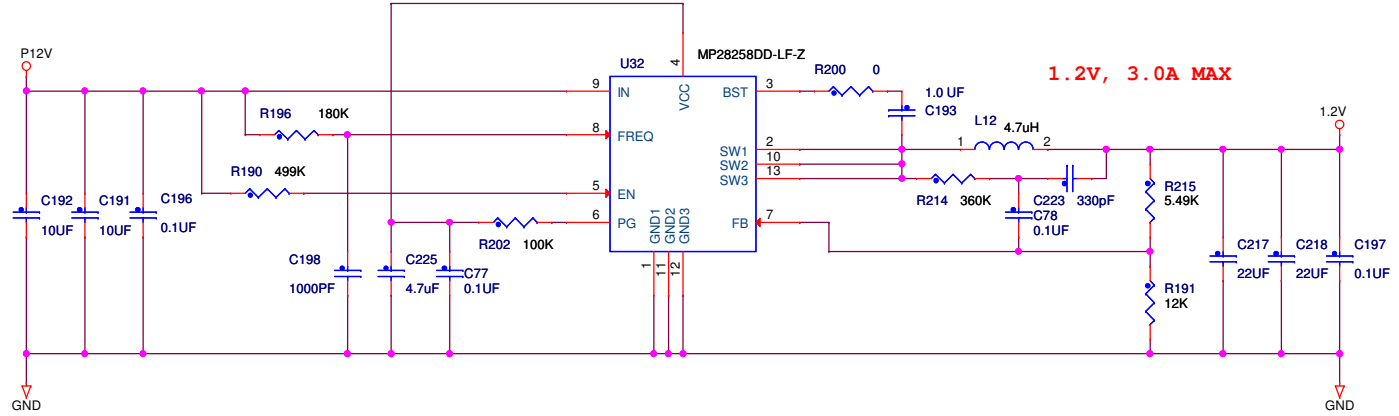 P12V
U32
MP28258DD-LF-Z
1.2V, 3.0A MAX
1.2V
9
IN
4
VCC
BST
3
R200
0
1.0 UF
C193
R196
180K
8
FREQ
L12
4.7uH
1
2
SW1
2
SW2
10
SW3
13
R190
499K
5
EN
R214
360K
C223
330pF
C78
0.1UF
R215
5.49K
C192
10UF
C191
10UF
C196
0.1UF
6
PG
R202
100K
GND1
GND2
GND3
1
11
12
FB
7
C198
1000PF
C225
4.7uF
C77
0.1UF
R191
12K
C217
22UF
C218
22UF
C197
0.1UF
GND
GND